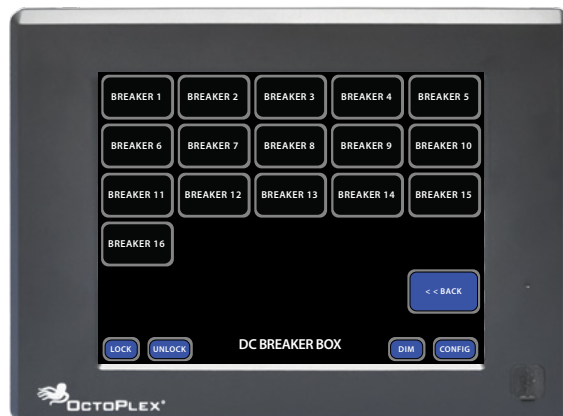 BREAKER 1 BREAKER 2 BREAKER 3 BREAKER 4 BREAKER 5
BREAKER 6 BREAKER 7 BREAKER 8 BREAKER 9 BREAKER 10
BREAKER 11 BREAKER 12 BREAKER 13 BREAKER 14 BREAKER 15
BREAKER 16
< < BACK
LOCK UNLOCK DC BREAKER BOX DIM CONFIG
OCTOPLEX